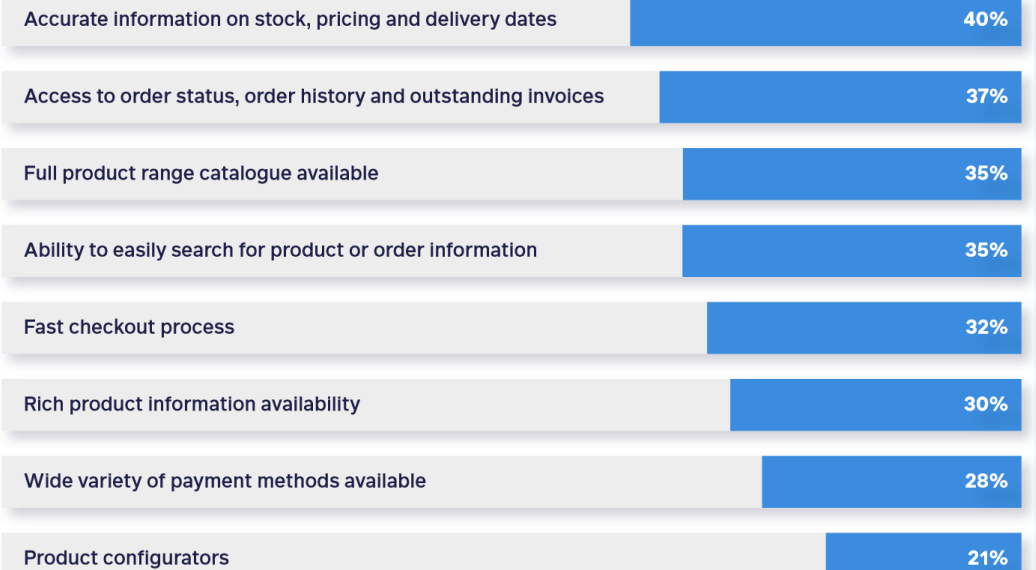 Accurate information on stock, pricing and delivery dates 40%
Access to order status, order history and outstanding invoices 37%
Full product range catalogue available 35%
Ability to easily search for product or order information 35%
Fast checkout process 32%
Rich product information availability 30%
Wide variety of payment methods available 28%
Product configurators 21%